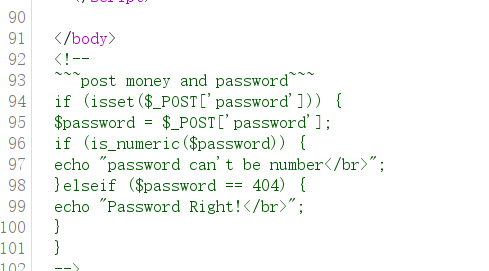 90
91 </body>
92 <!--
93 ~~~post money and password~~~
94 if (isset($_POST['password'])) {
95 $password = $_POST['password'];
96 if (is_numeric($password)) {
97 echo "password can't be number</br>";
98 }elseif ($password == 404) {
99 echo "Password Right!</br>";
100 }
101 }
102 -->